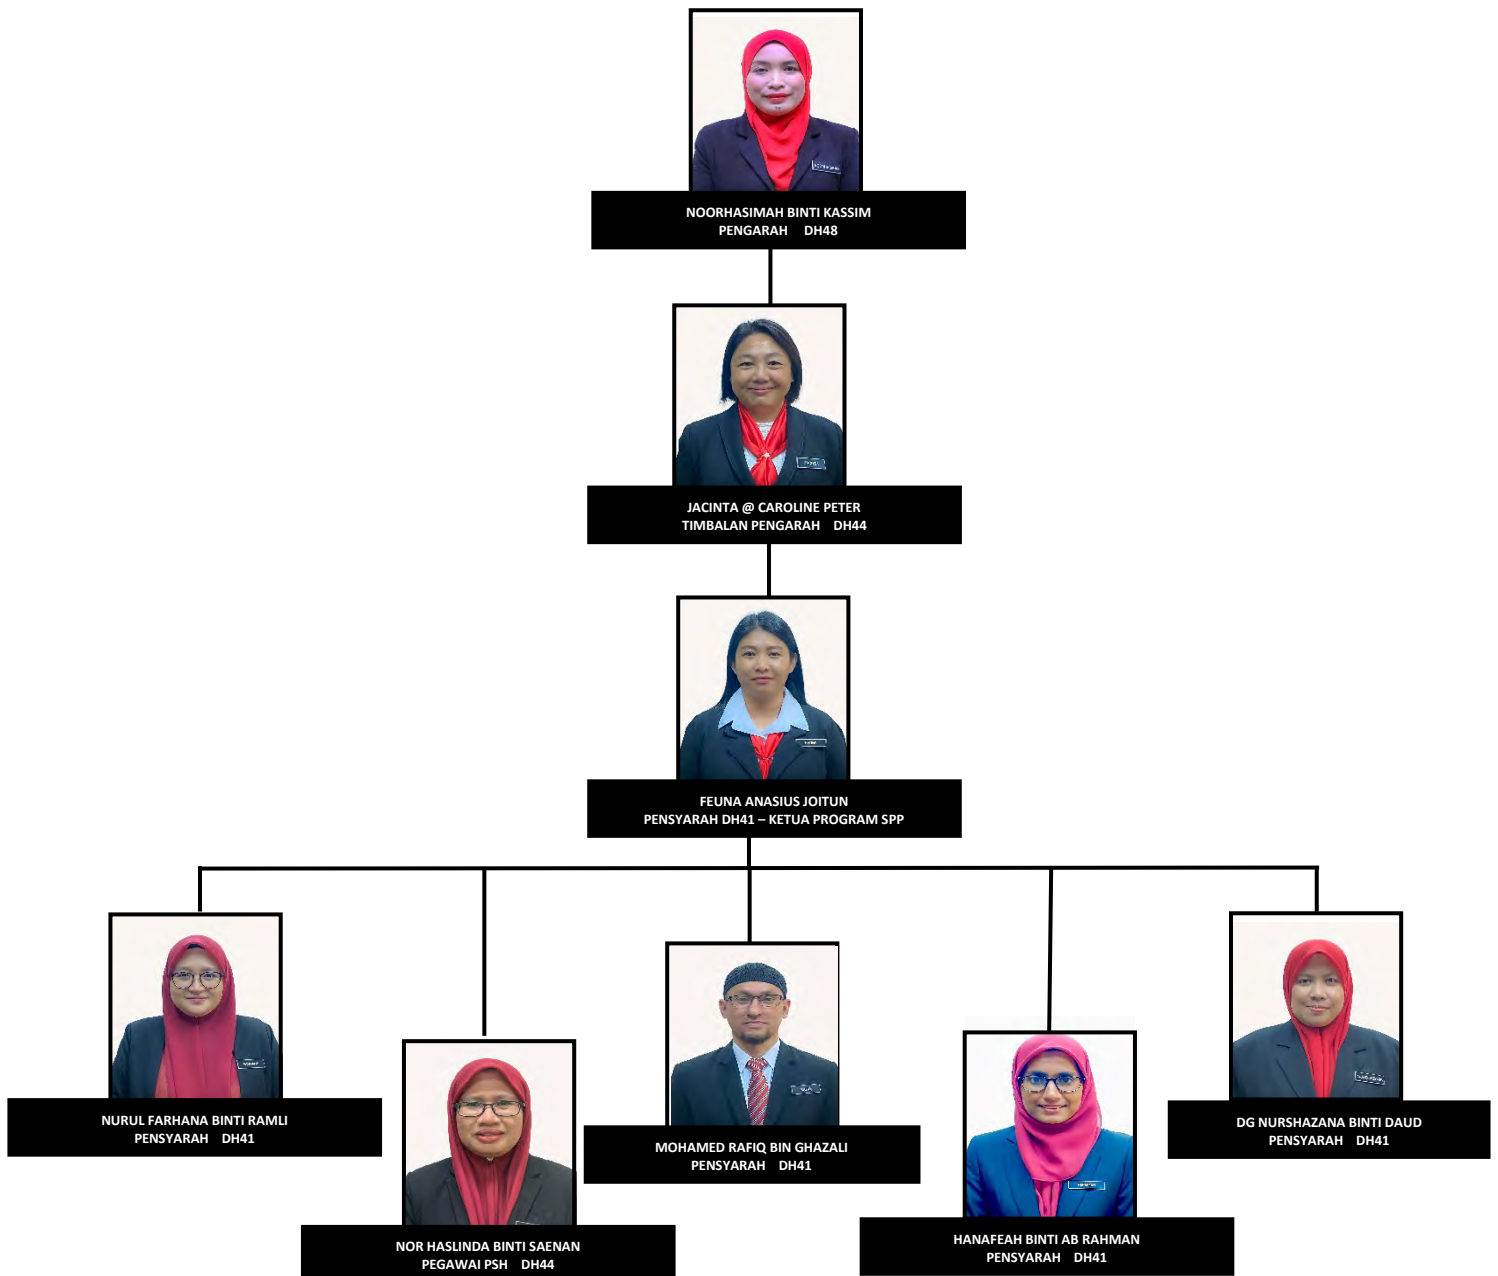 NOORHASIMAH BINTI KASSIM
PENGARAH DH48
JACINTA @ CAROLINE PETER
TIMBALAN PENGARAH DH44
FEUNA ANASIUS JOITUN
PENSYARAH DH41 – KETUA PROGRAM SPP
NURUL FARHANA BINTI RAMLI
PENSYARAH DH41
NOR HASLINDA BINTI SAENAN
PEGAWAI PSH DH44
MOHAMED RAFIQ BIN GHAZALI
PENSYARAH DH41
HANAFEAH BINTI AB RAHMAN
PENSYARAH DH41
DG NURSHAZANA BINTI DAUD
PENSYARAH DH41